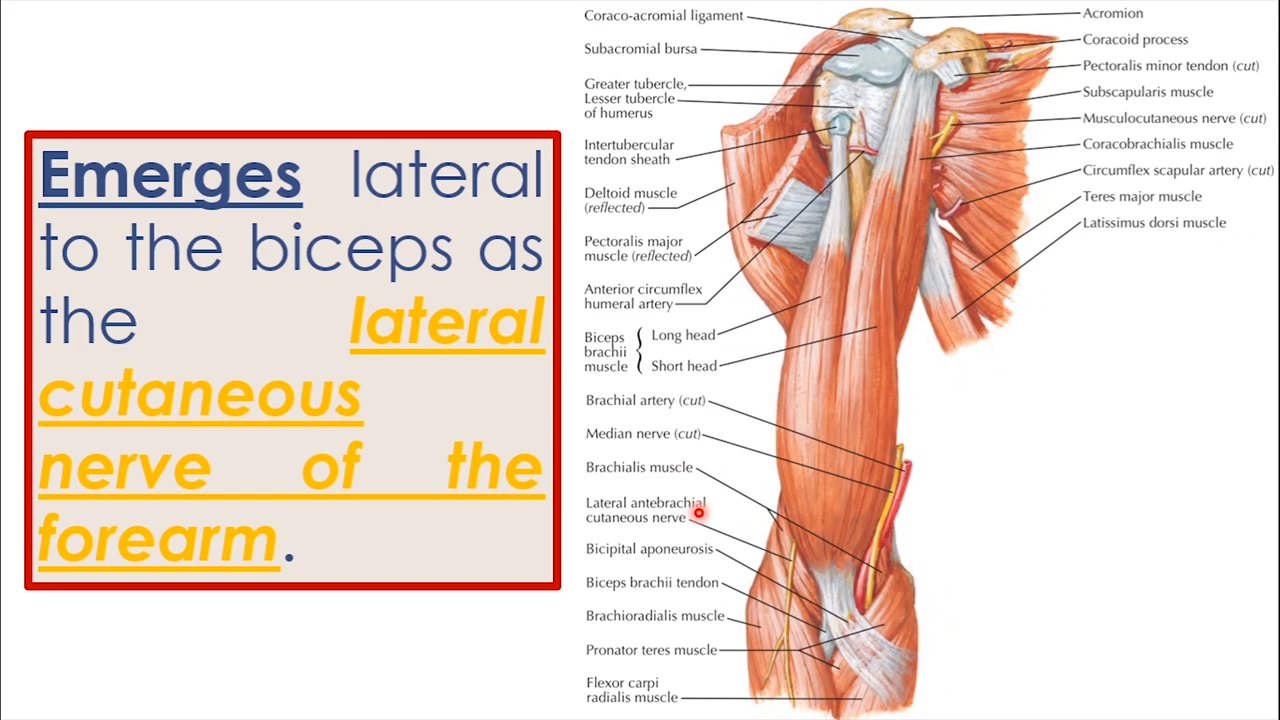 Emerges lateral
to the biceps as
the lateral
cutaneous
nerve of the
forearm.
Coraco-acromial ligament
Subacromial bursa
Greater tubercle,
Lesser tubercle
of humerus
Intertubercular
tendon sheath
Deltoid muscle
(reflected)
Pectoralis major
muscle (reflected)
Anterior circumflex
humeral artery
Biceps
brachii
muscle
Long head
Short head
Brachial artery (cut)
Median nerve (cut)
Brachialis muscle
Lateral antebrachial
cutaneous nerve
Bicipital aponeurosis
Biceps brachii tendon
Brachioradialis muscle
Pronator teres muscle
Flexor carpi
radialis muscle
Acromion
Coracoid process
Pectoralis minor tendon (cut)
Subscapularis muscle
Musculocutaneous nerve (cut)
Coracobrachialis muscle
Circumflex scapular artery (cut)
Teres major muscle
Latissimus dorsi muscle